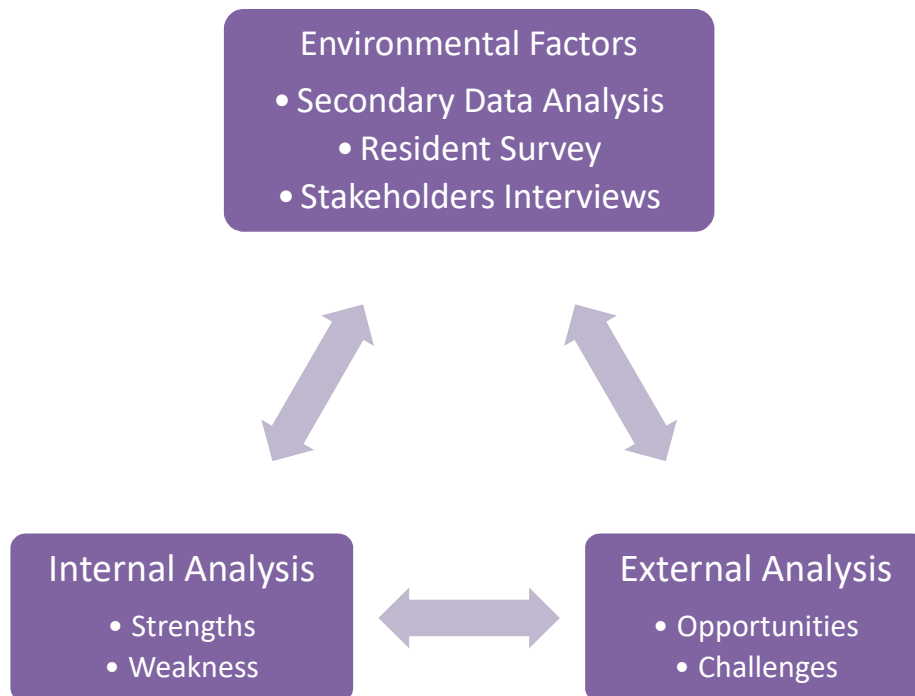 Environmental Factors
• Secondary Data Analysis
• Resident Survey
• Stakeholders Interviews
Internal Analysis
• Strengths
• Weakness
External Analysis
• Opportunities
• Challenges